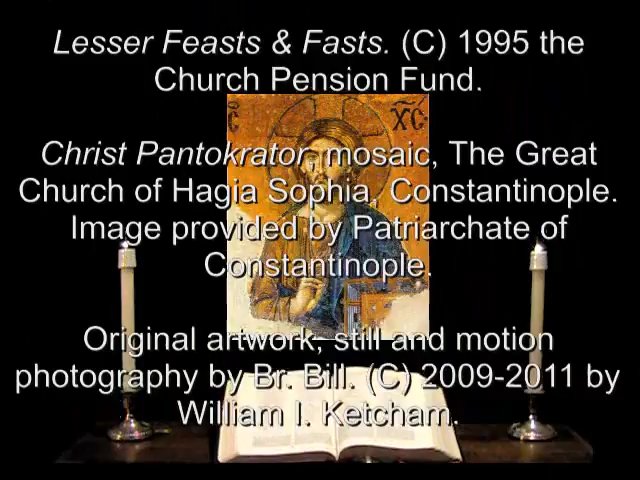 Lesser Feasts & Fasts. (C) 1995 the
Church Pension Fund.
Christ Pantokrator, mosaic, The Great
Church of Hagia Sophia, Constantinople.
Image provided by Patriarchate of
Constantinople.
Original artwork, still and motion
photography by Br. Bill. (C) 2009-2011 by
William I. Ketcham.